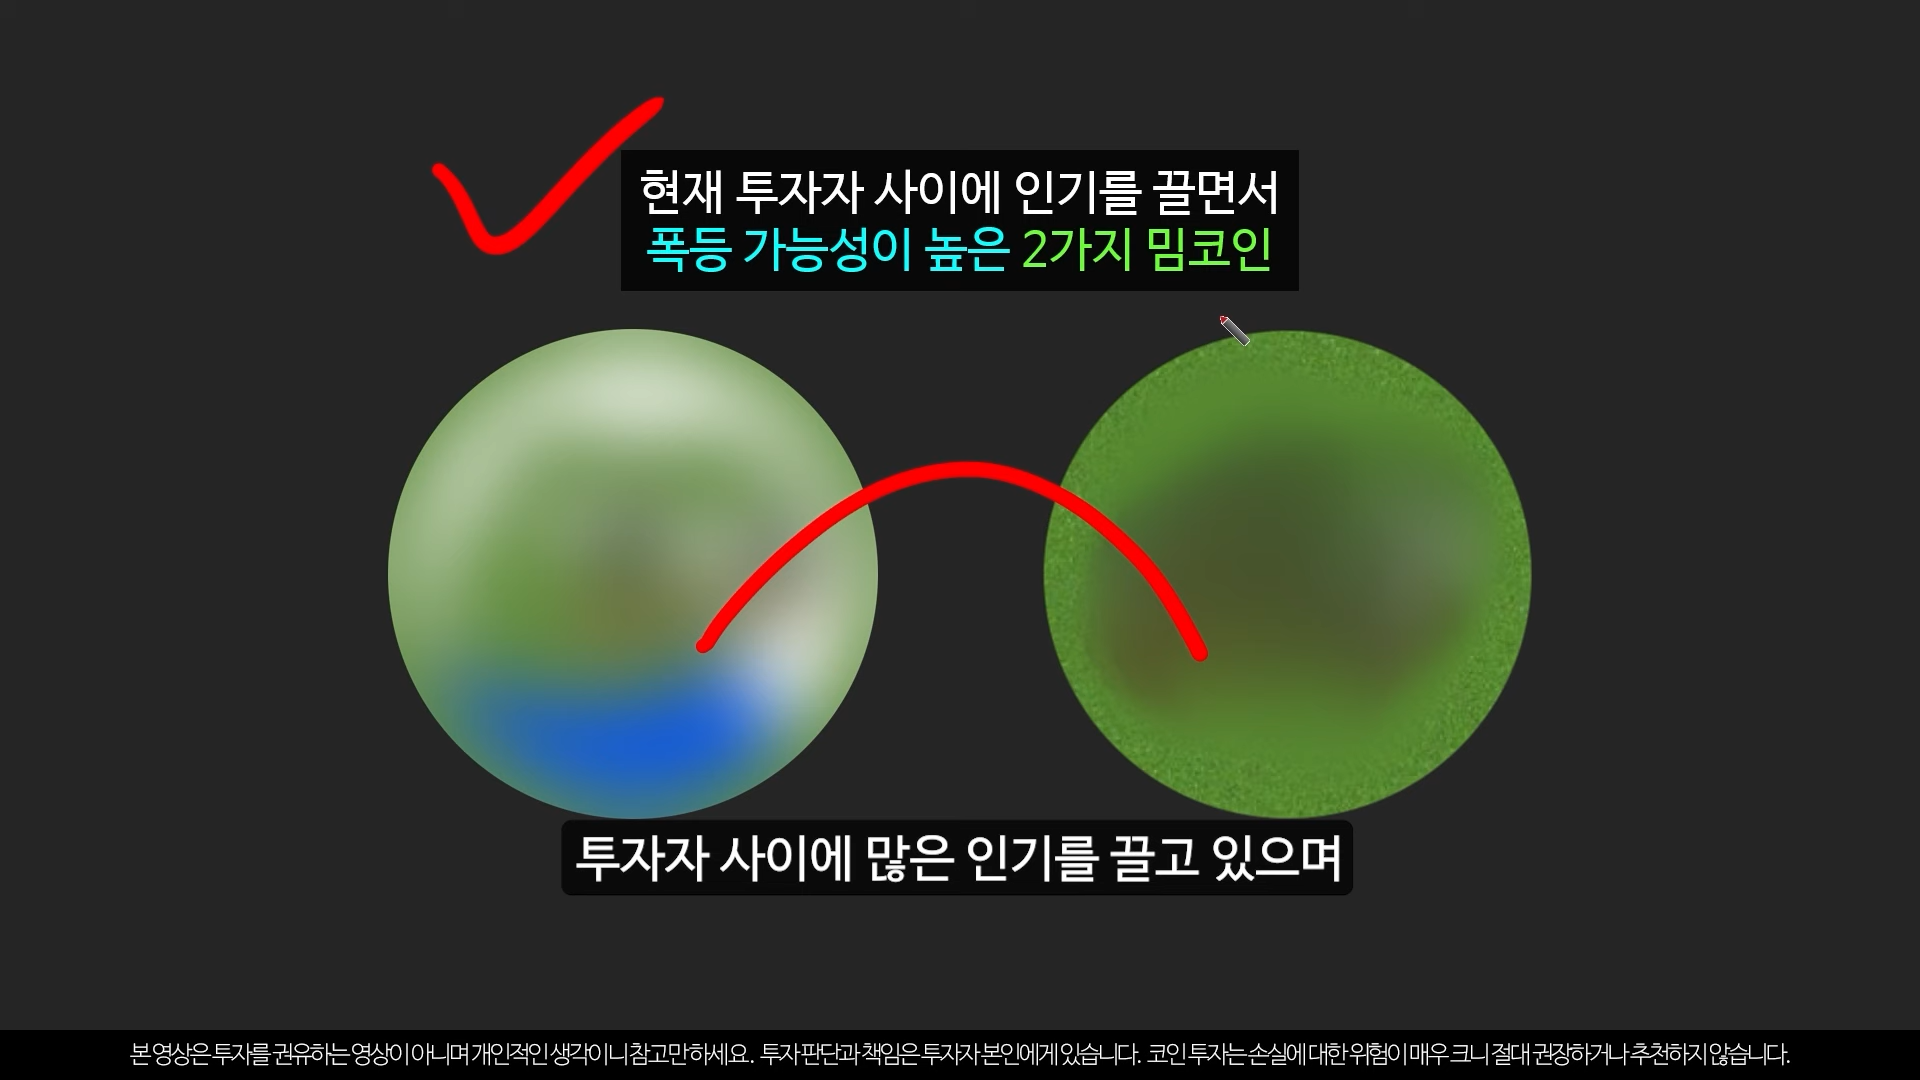 현재 투자자 사이에 인기를 끌면서
폭등 가능성이 높은 2가지 밈코인
투자자 사이에 많은 인기를 끌고 있으며
본 영상은 투자를 권유하는 영상이 아니며 개인적인 생각이니 참고만 하세요. 투자 판단과 책임은 투자자 본인에게 있습니다. 코인 투자는 손실에 대한 위험이 매우 크니 절대 권장하거나 추천하지 않습니다.